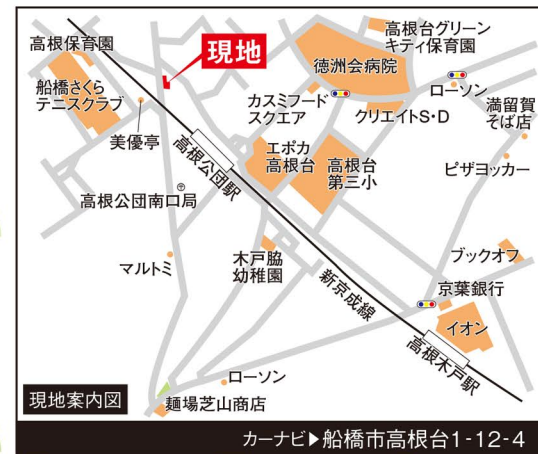 高根保育園
現地
徳洲会病院
高根台グリーン
キティ保育園
船橋さくら
テニスクラブ
カスミフード
スクエア
ローソン
クリエイトS・D
満留賀
そば店
美優亭
高根公団駅
エポカ
高根台
高根台
第三小
ピザヨッカー
高根公団南口局
マルトミ
木戸脇
幼稚園
新京成線
ブックオフ
京葉銀行
イオン
高根木戸駅
ローソン
麺場芝山商店
現地案内図
カーナビ▶船橋市高根台1-12-4